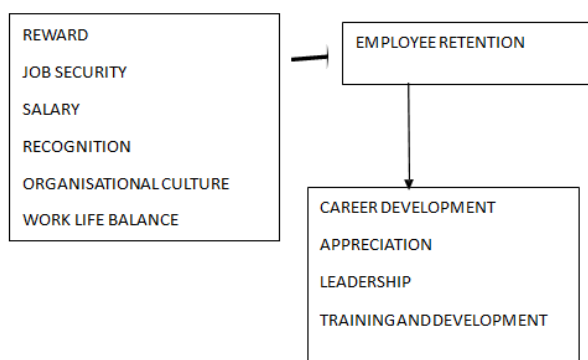 REWARD
JOB SECURITY
SALARY
RECOGNITION
ORGANISATIONAL CULTURE
WORK LIFE BALANCE
EMPLOYEE RETENTION
CAREER DEVELOPMENT
APPRECIATION
LEADERSHIP
TRAINING AND DEVELOPMENT